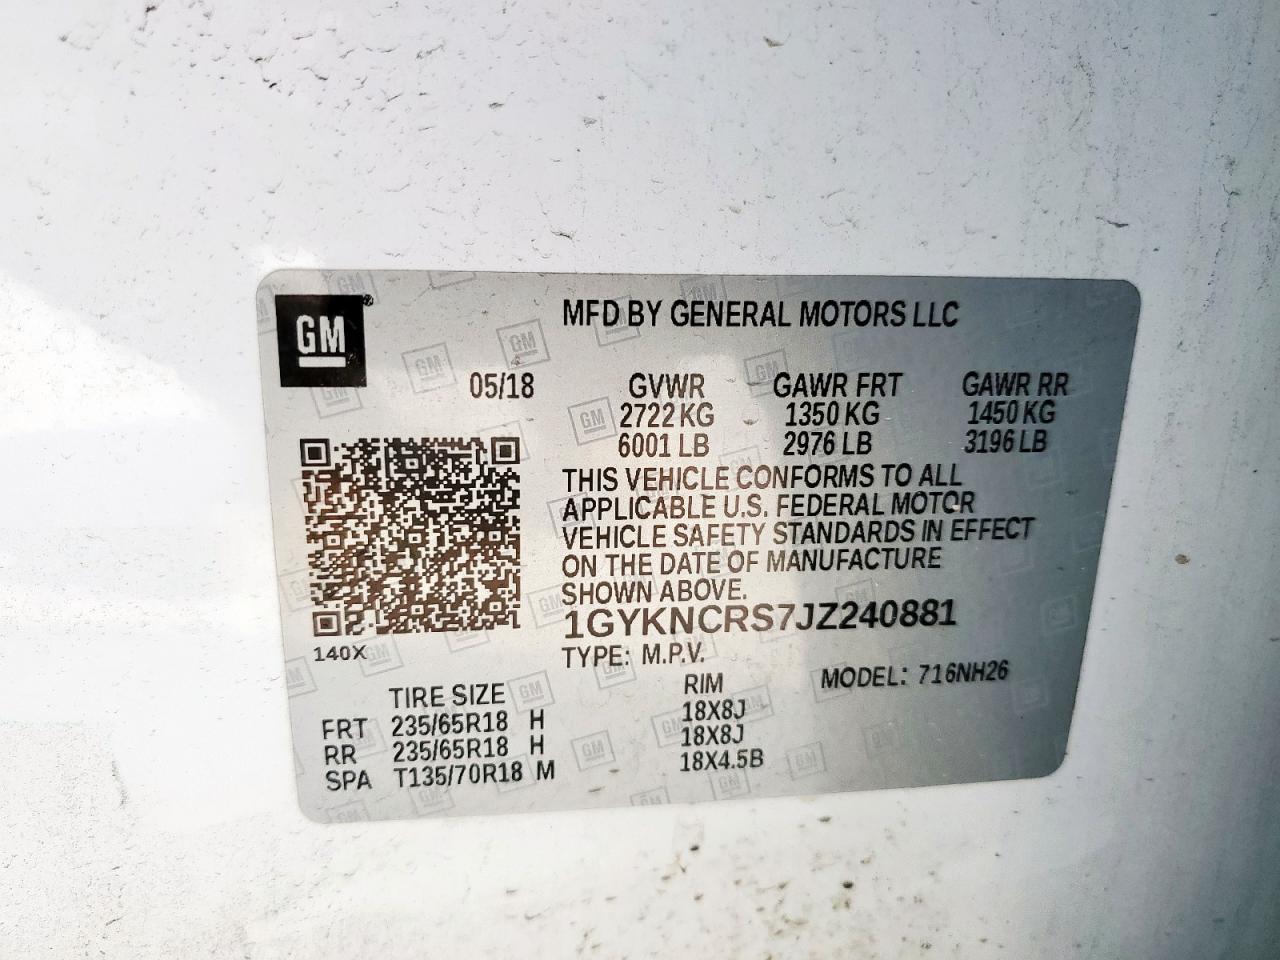 GM
MFD BY GENERAL MOTORS LLC
05/18 GVWR GAWR FRT GAWR RR
2722 KG 1350 KG 1450 KG
6001 LB 2976 LB 3196 LB
THIS VEHICLE CONFORMS TO ALL
APPLICABLE U.S. FEDERAL MOTOR
VEHICLE SAFETY STANDARDS IN EFFECT
ON THE DATE OF MANUFACTURE
SHOWN ABOVE.
1GYKNCRS7JZ240881
140X
TYPE: M.P.V.
MODEL: 716NH26
TIRE SIZE RIM
FRT 235/65R18 H 18X8J
RR 235/65R18 H 18X8J
SPA T135/70R18 M 18X4.5B